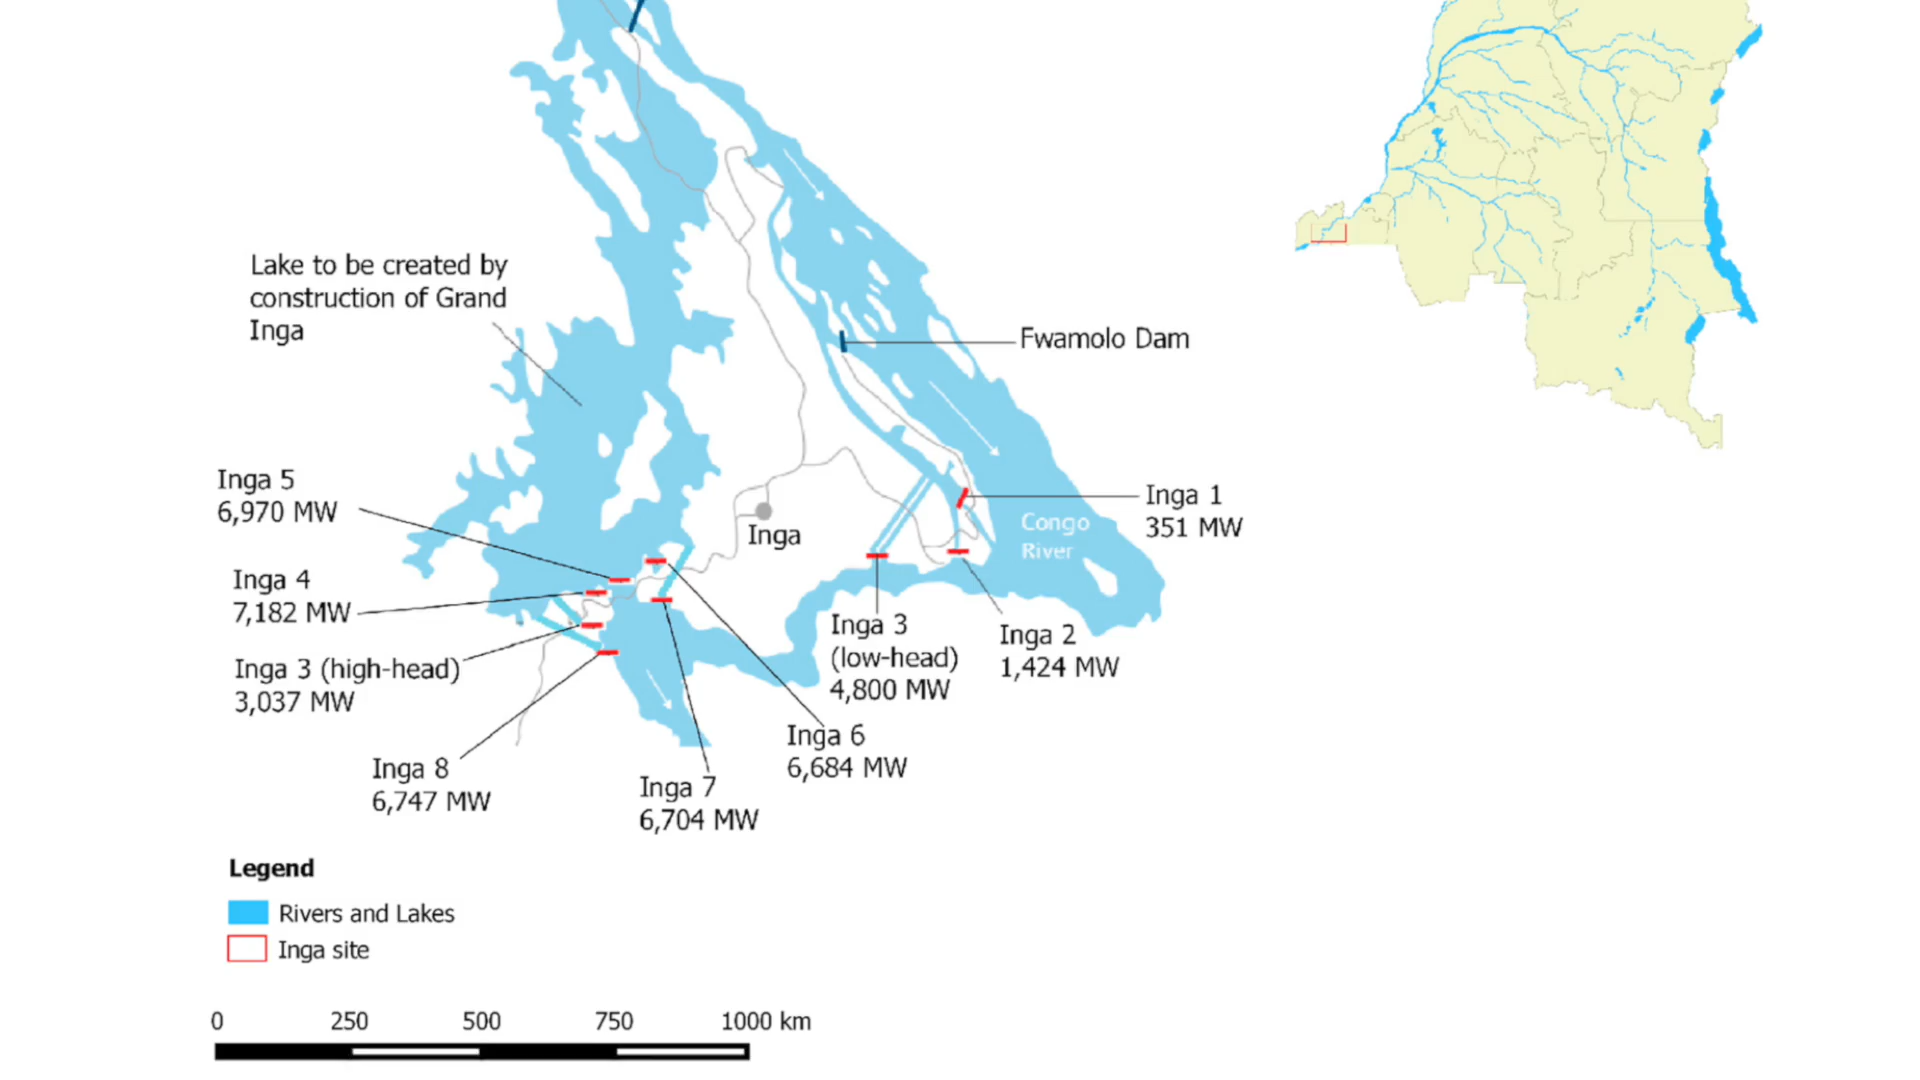 Lake to be created by
construction of Grand
Inga
Fwamolo Dam
Inga 5
6,970 MW
Inga 1
351 MW
Congo
River
Inga
Inga 4
7,182 MW
Inga 3
(low-head)
4,800 MW
Inga 2
1,424 MW
Inga 3 (high-head)
3,037 MW
Inga 6
6,684 MW
Inga 8
6,747 MW
Inga 7
6,704 MW
Legend
Rivers and Lakes
Inga site
0 250 500 750 1000 km